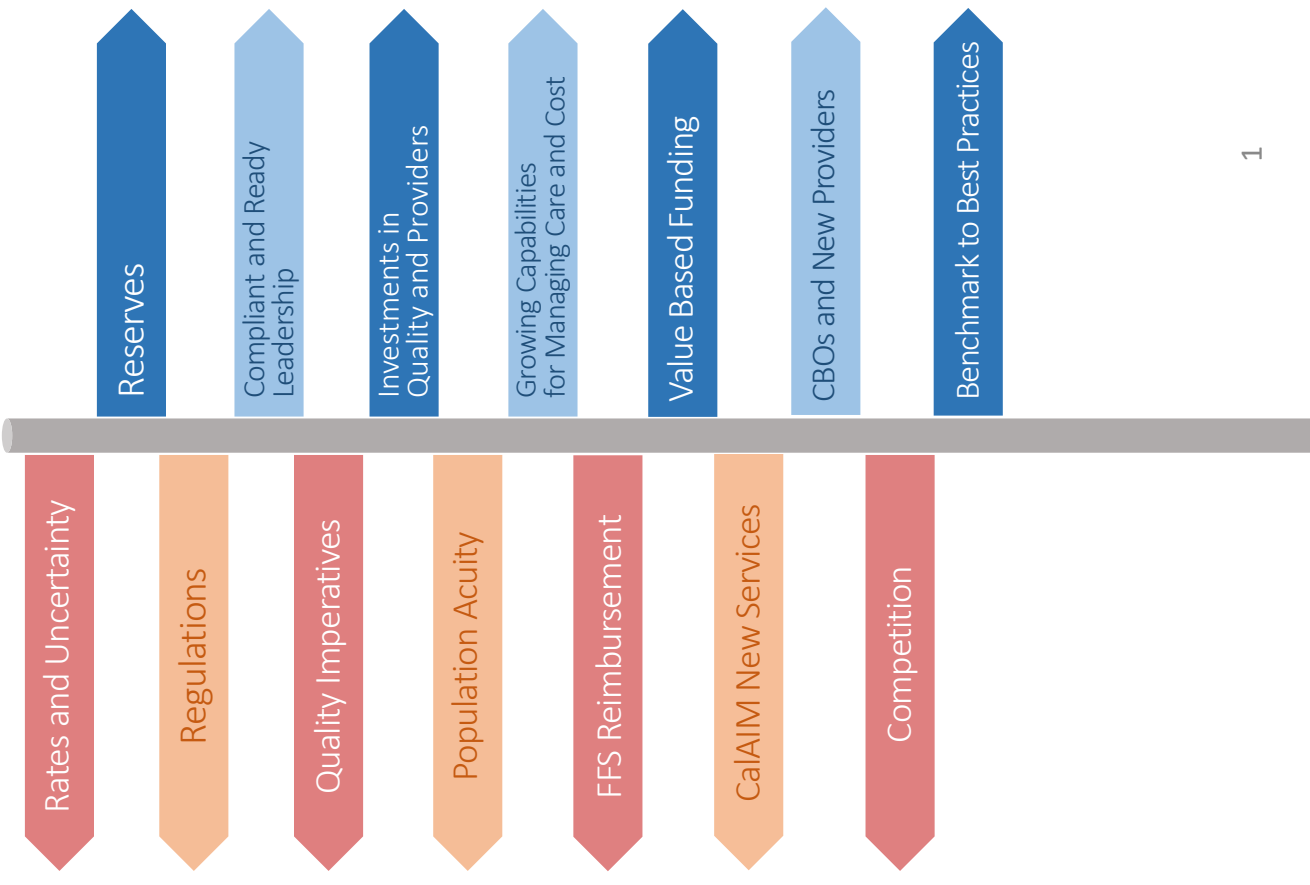 Rates and Uncertainty
Reserves
Regulations
Compliant and Ready
Leadership
Quality Imperatives
Investments in
Quality and Providers
Population Acuity
Growing Capabilities
for Managing Care and Cost
FFS Reimbursement
Value Based Funding
CalAIM New Services
CBOs and New Providers
Competition
Benchmark to Best Practices
1